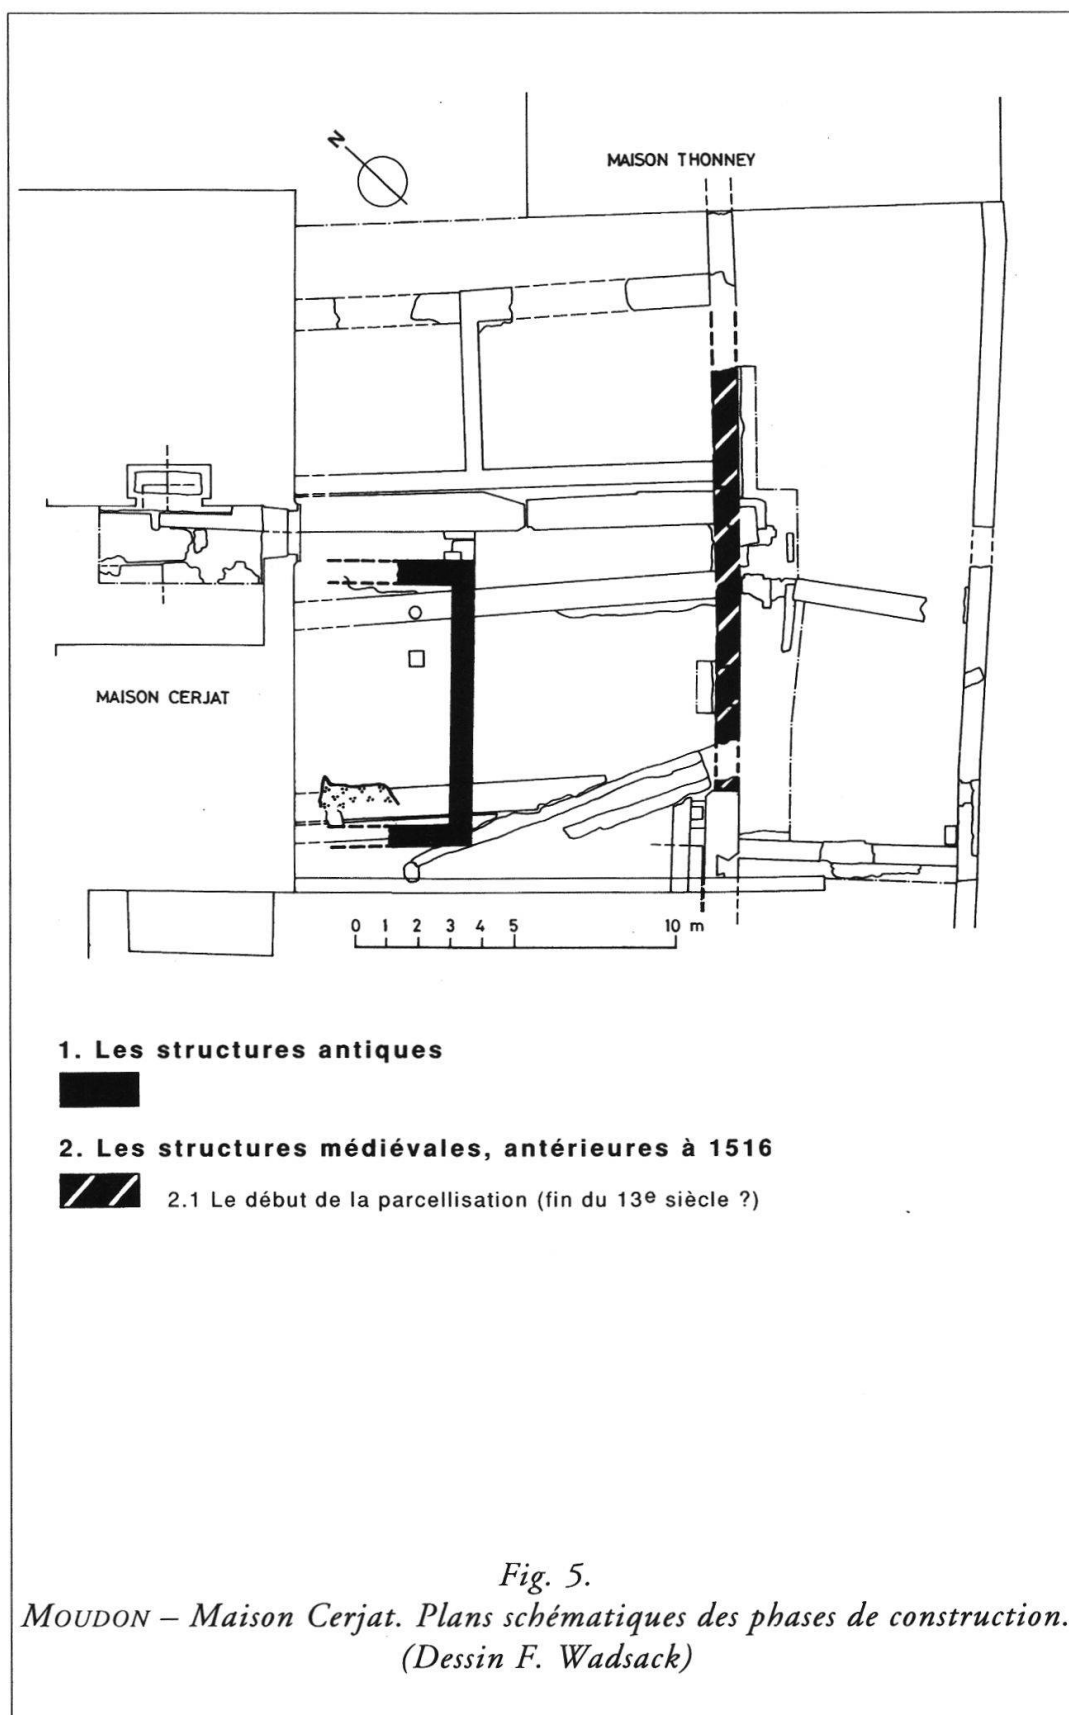 N
MAISON THONNEY
MAISON CERJAT
0 1 2 3 4 5 10 m
1. Les structures antiques
2. Les structures médiévales, antérieures à 1516
2.1 Le début de la parcellisation (fin du 13e siècle ?)
Fig. 5.
MOUDON – Maison Cerjat. Plans schématiques des phases de construction.
(Dessin F. Wadsack)